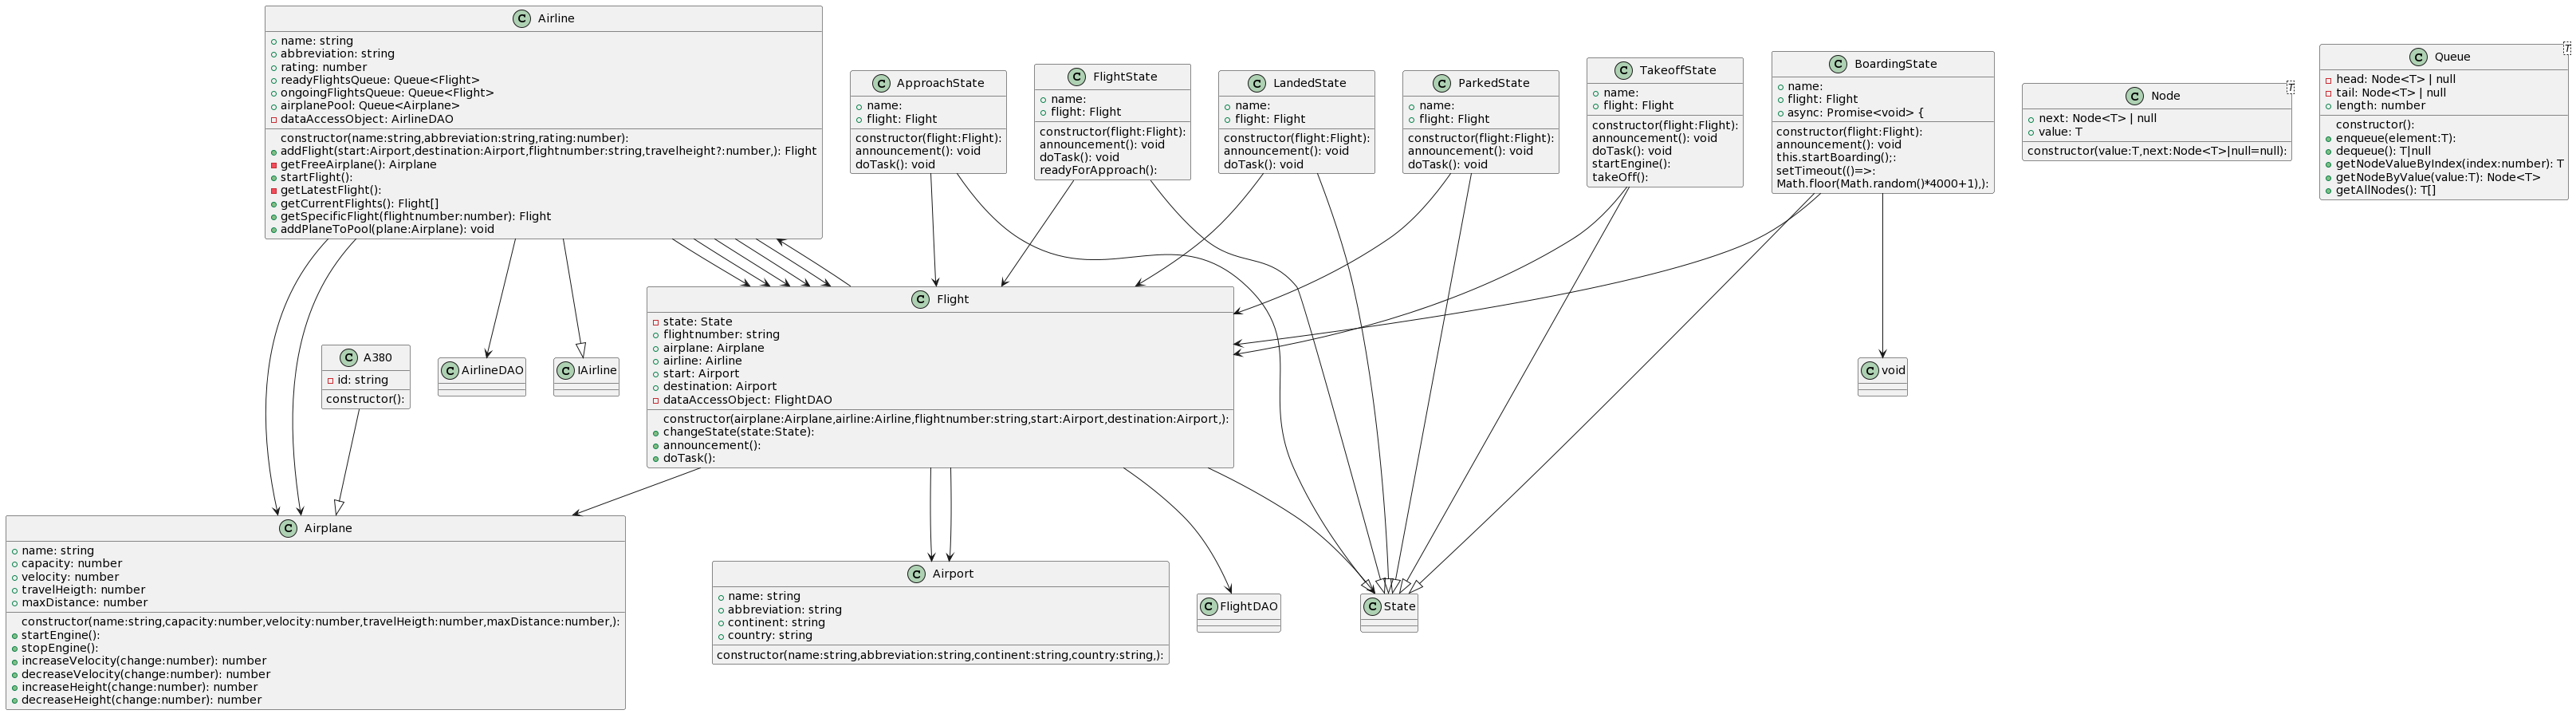 C Airline
name: string
abbreviation: string
rating: number
readyFlightsQueue: Queue<Flight>
ongoingFlightsQueue: Queue<Flight>
airplanePool: Queue<Airplane>
dataAccessObject: AirlineDAO
constructor(name:string,abbreviation:string,rating:number):
addFlight(start:Airport,destination:Airport,flightnumber:string,travelheight?:number,): Flight
getFreeAirplane(): Airplane
startFlight():
getLatestFlight():
getCurrentFlights(): Flight[]
getSpecificFlight(flightnumber:number): Flight
addPlaneToPool(plane:Airplane): void
C ApproachState
name:
flight: Flight
constructor(flight:Flight):
announcement(): void
doTask(): void
C FlightState
name:
flight: Flight
constructor(flight:Flight):
announcement(): void
doTask(): void
readyForApproach():
C LandedState
name:
flight: Flight
constructor(flight:Flight):
announcement(): void
doTask(): void
C ParkedState
name:
flight: Flight
constructor(flight:Flight):
announcement(): void
doTask(): void
C TakeoffState
name:
flight: Flight
constructor(flight:Flight):
announcement(): void
doTask(): void
startEngine():
takeOff():
C BoardingState
name:
flight: Flight
async: Promise<void> {
constructor(flight:Flight):
announcement(): void
this.startBoarding();:
setTimeout(()=>:
Math.floor(Math.random()*4000+1),):
C Node T
next: Node<T> | null
value: T
constructor(value:T,next:Node<T>|null=null):
C Queue T
head: Node<T> | null
tail: Node<T> | null
length: number
constructor():
enqueue(element:T):
dequeue(): T|null
getNodeValueByIndex(index:number): T
getNodeByValue(value:T): Node<T>
getAllNodes(): T[]
C A380
id: string
constructor():
C AirlineDAO
C IAirline
C Flight
state: State
flightnumber: string
airplane: Airplane
airline: Airline
start: Airport
destination: Airport
dataAccessObject: FlightDAO
constructor(airplane:Airplane,airline:Airline,flightnumber:string,start:Airport,destination:Airport,):
changeState(state:State):
announcement():
doTask():
C void
C Airplane
name: string
capacity: number
velocity: number
travelHeigth: number
maxDistance: number
constructor(name:string,capacity:number,velocity:number,travelHeigth:number,maxDistance:number,):
startEngine():
stopEngine():
increaseVelocity(change:number): number
decreaseVelocity(change:number): number
increaseHeight(change:number): number
decreaseHeight(change:number): number
C Airport
name: string
abbreviation: string
continent: string
country: string
constructor(name:string,abbreviation:string,continent:string,country:string,):
C FlightDAO
C State